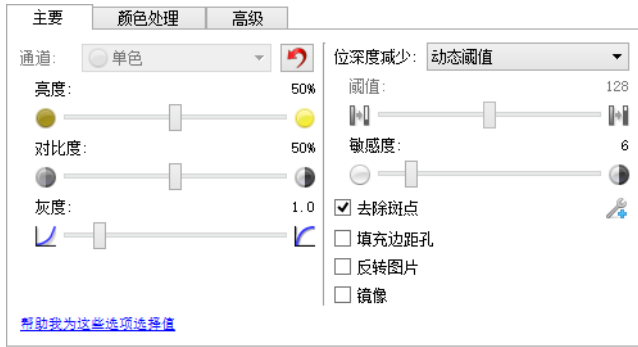 主要 颜色处理 高级
通道: 单色
亮度: 50%
对比度: 50%
灰度: 1.0
帮助我为这些选项选择值
位深度减少: 动态阈值
阈值: 128
敏感度: 6
去除斑点
填充边距孔
反转图片
镜像